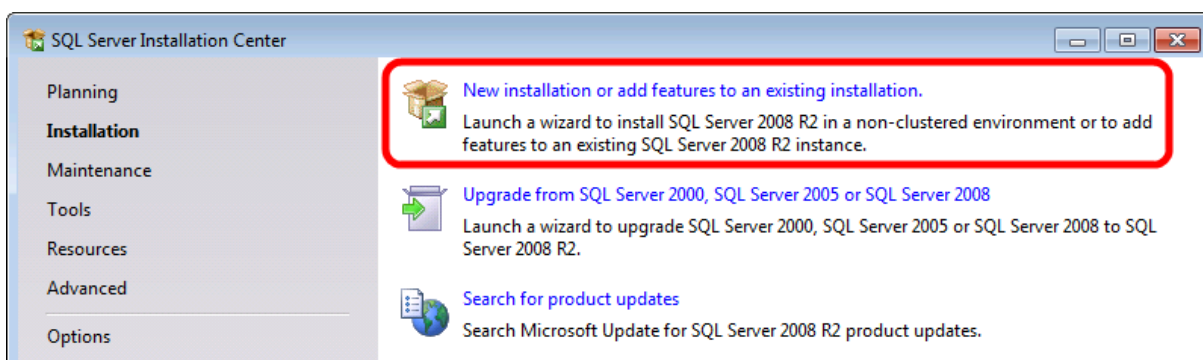 SQL Server Installation Center
Planning
Installation
Maintenance
Tools
Resources
Advanced
Options
New installation or add features to an existing installation.
Launch a wizard to install SQL Server 2008 R2 in a non-clustered environment or to add
features to an existing SQL Server 2008 R2 instance.
Upgrade from SQL Server 2000, SQL Server 2005 or SQL Server 2008
Launch a wizard to upgrade SQL Server 2000, SQL Server 2005 or SQL Server 2008 to SQL
Server 2008 R2.
Search for product updates
Search Microsoft Update for SQL Server 2008 R2 product updates.